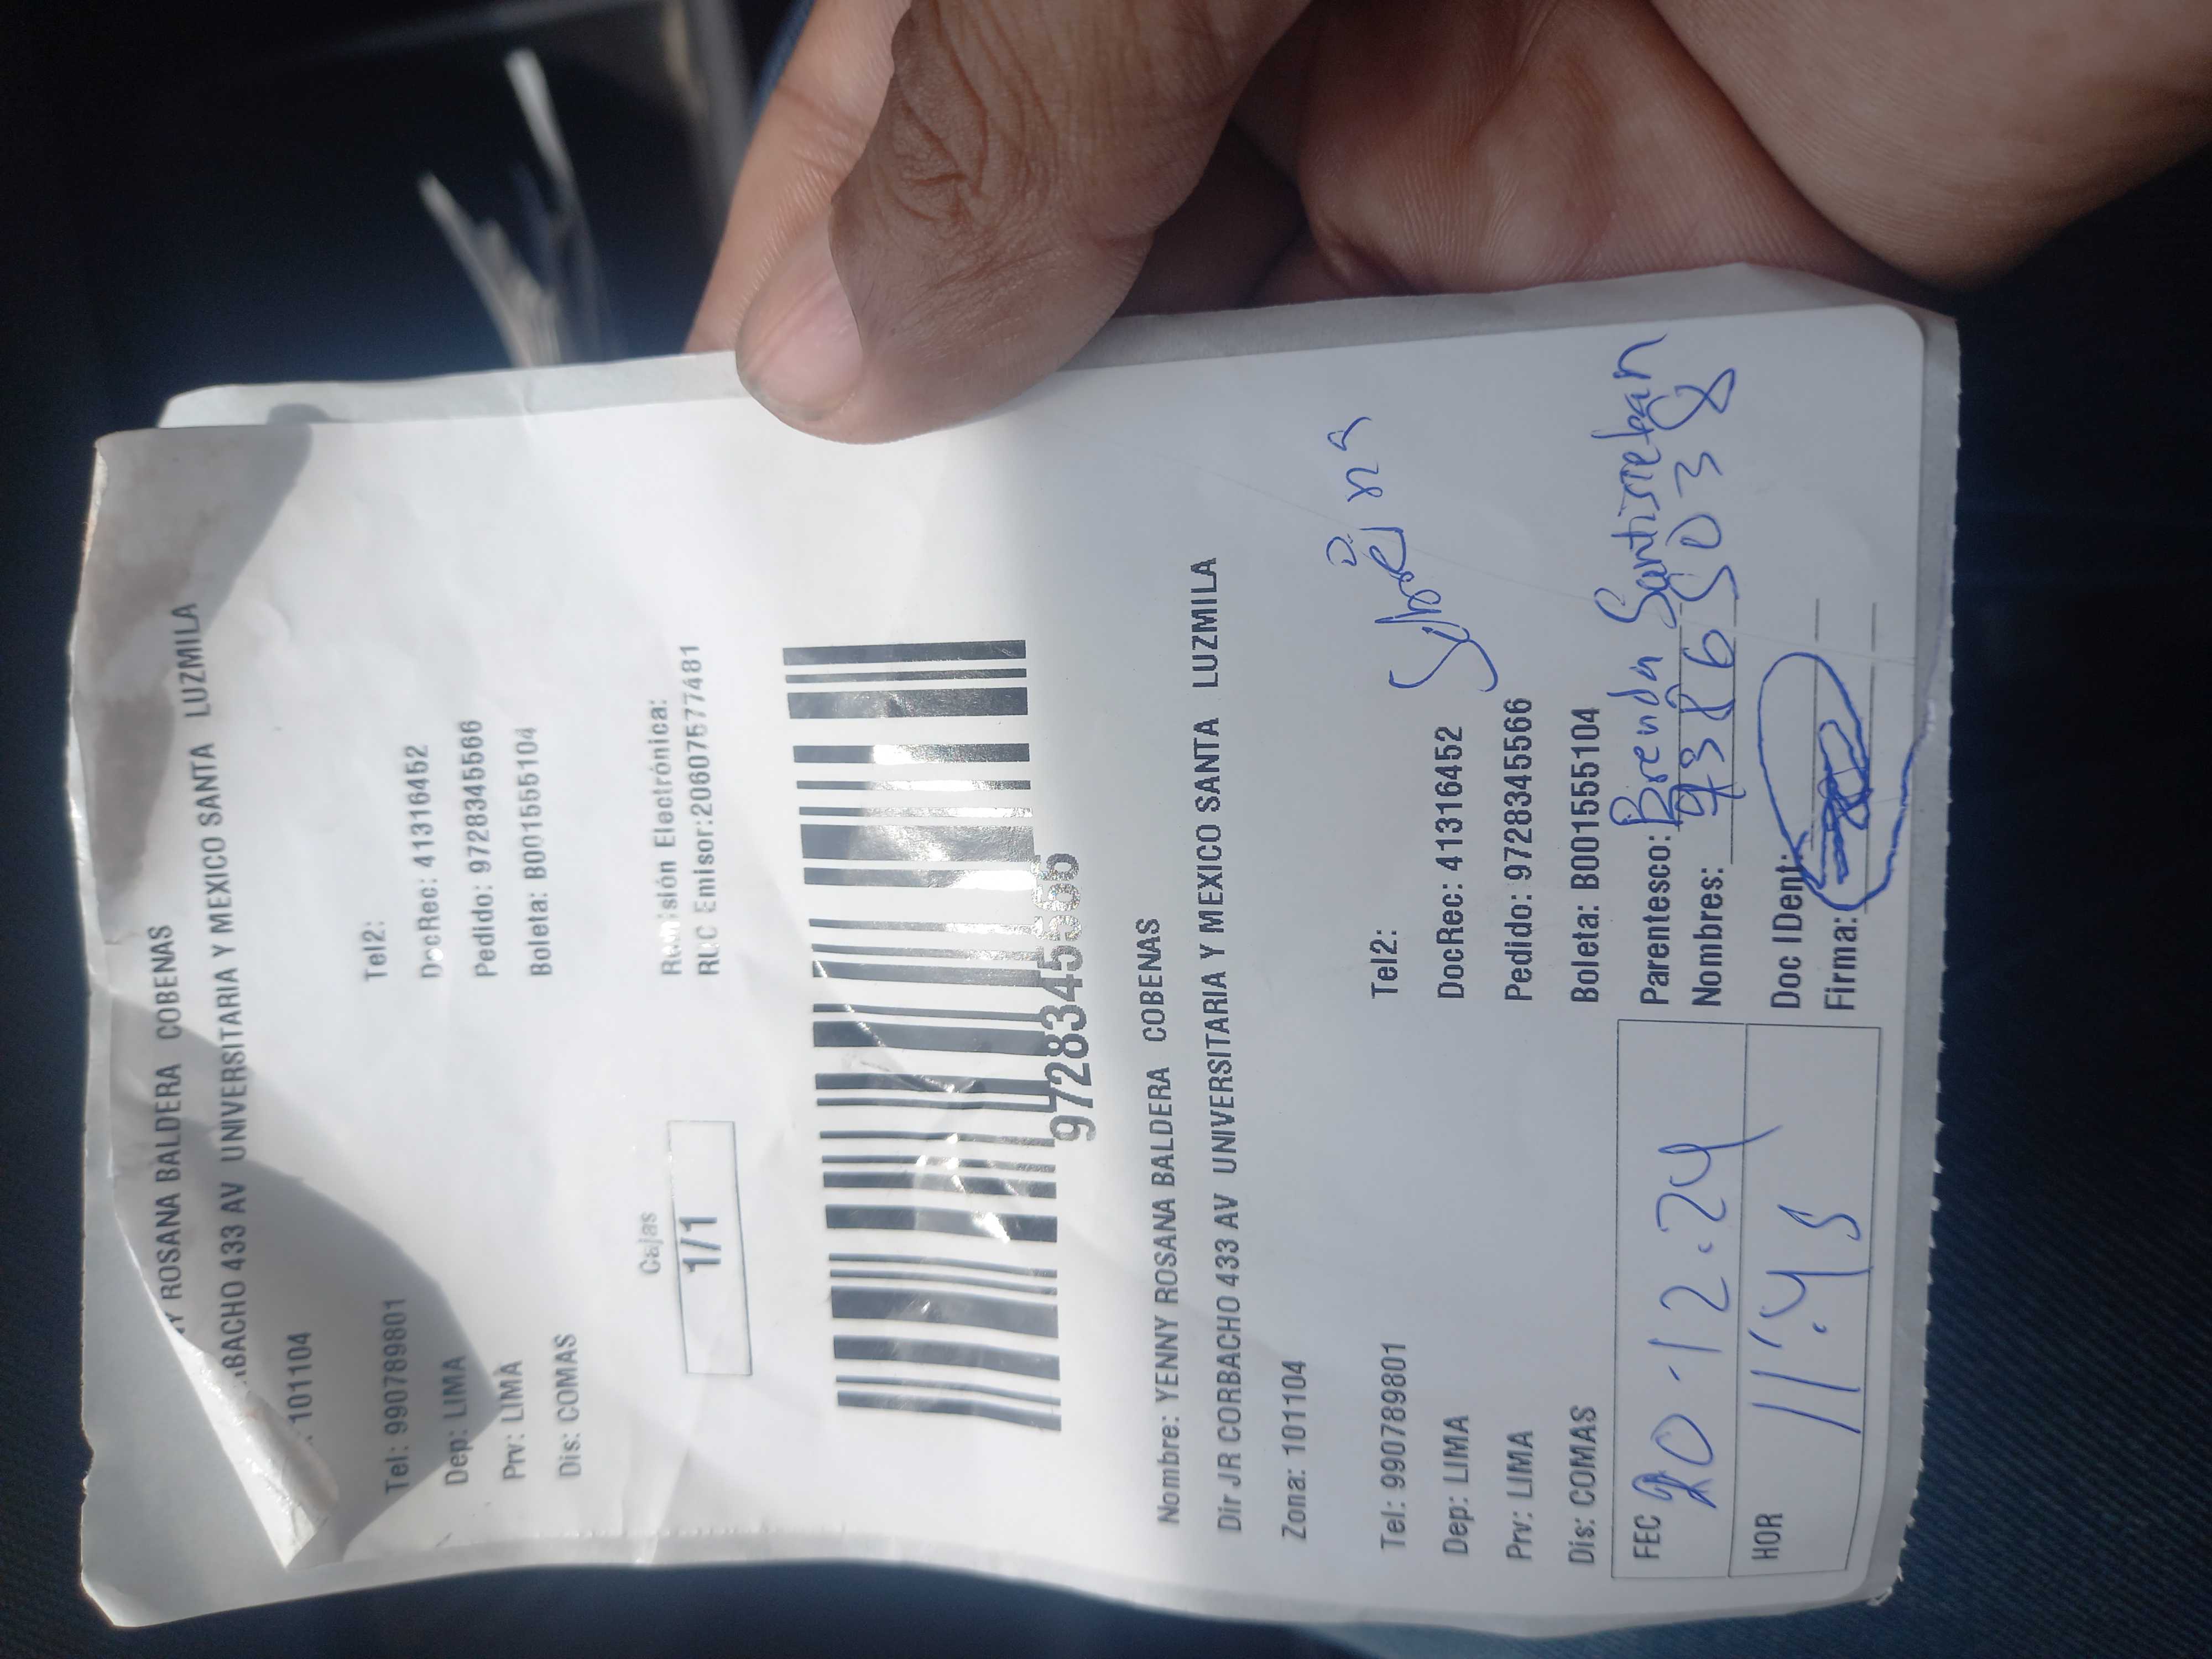 Y ROSANA BALDERA COBENAS
BACHO 433 AV UNIVERSITARIA Y MEXICO SANTA LUZMILA
101104
Tel: 990789801 Tel2:
Dep: LIMA DocRec: 41316452
Prv: LIMA Pedido: 9728345566
Dis: COMAS Boleta: B001555104
Cajas
1/1
Emisión Electrónica:
RUC Emisor:20607577481
9728345566
Nombre: YENNY ROSANA BALDERA COBENAS
Dir JR CORBACHO 433 AV UNIVERSITARIA Y MEXICO SANTA LUZMILA
Zona: 101104
Tel: 990789801 Tel2:
Dep: LIMA DocRec: 41316452
Prv: LIMA Pedido: 9728345566
Dis: COMAS Boleta: B001555104
FEC 20-12.24
HOR 11:45
Parentesco: Brenda Santisteban
Nombres: 93865038
Doc IDent:
Firma: